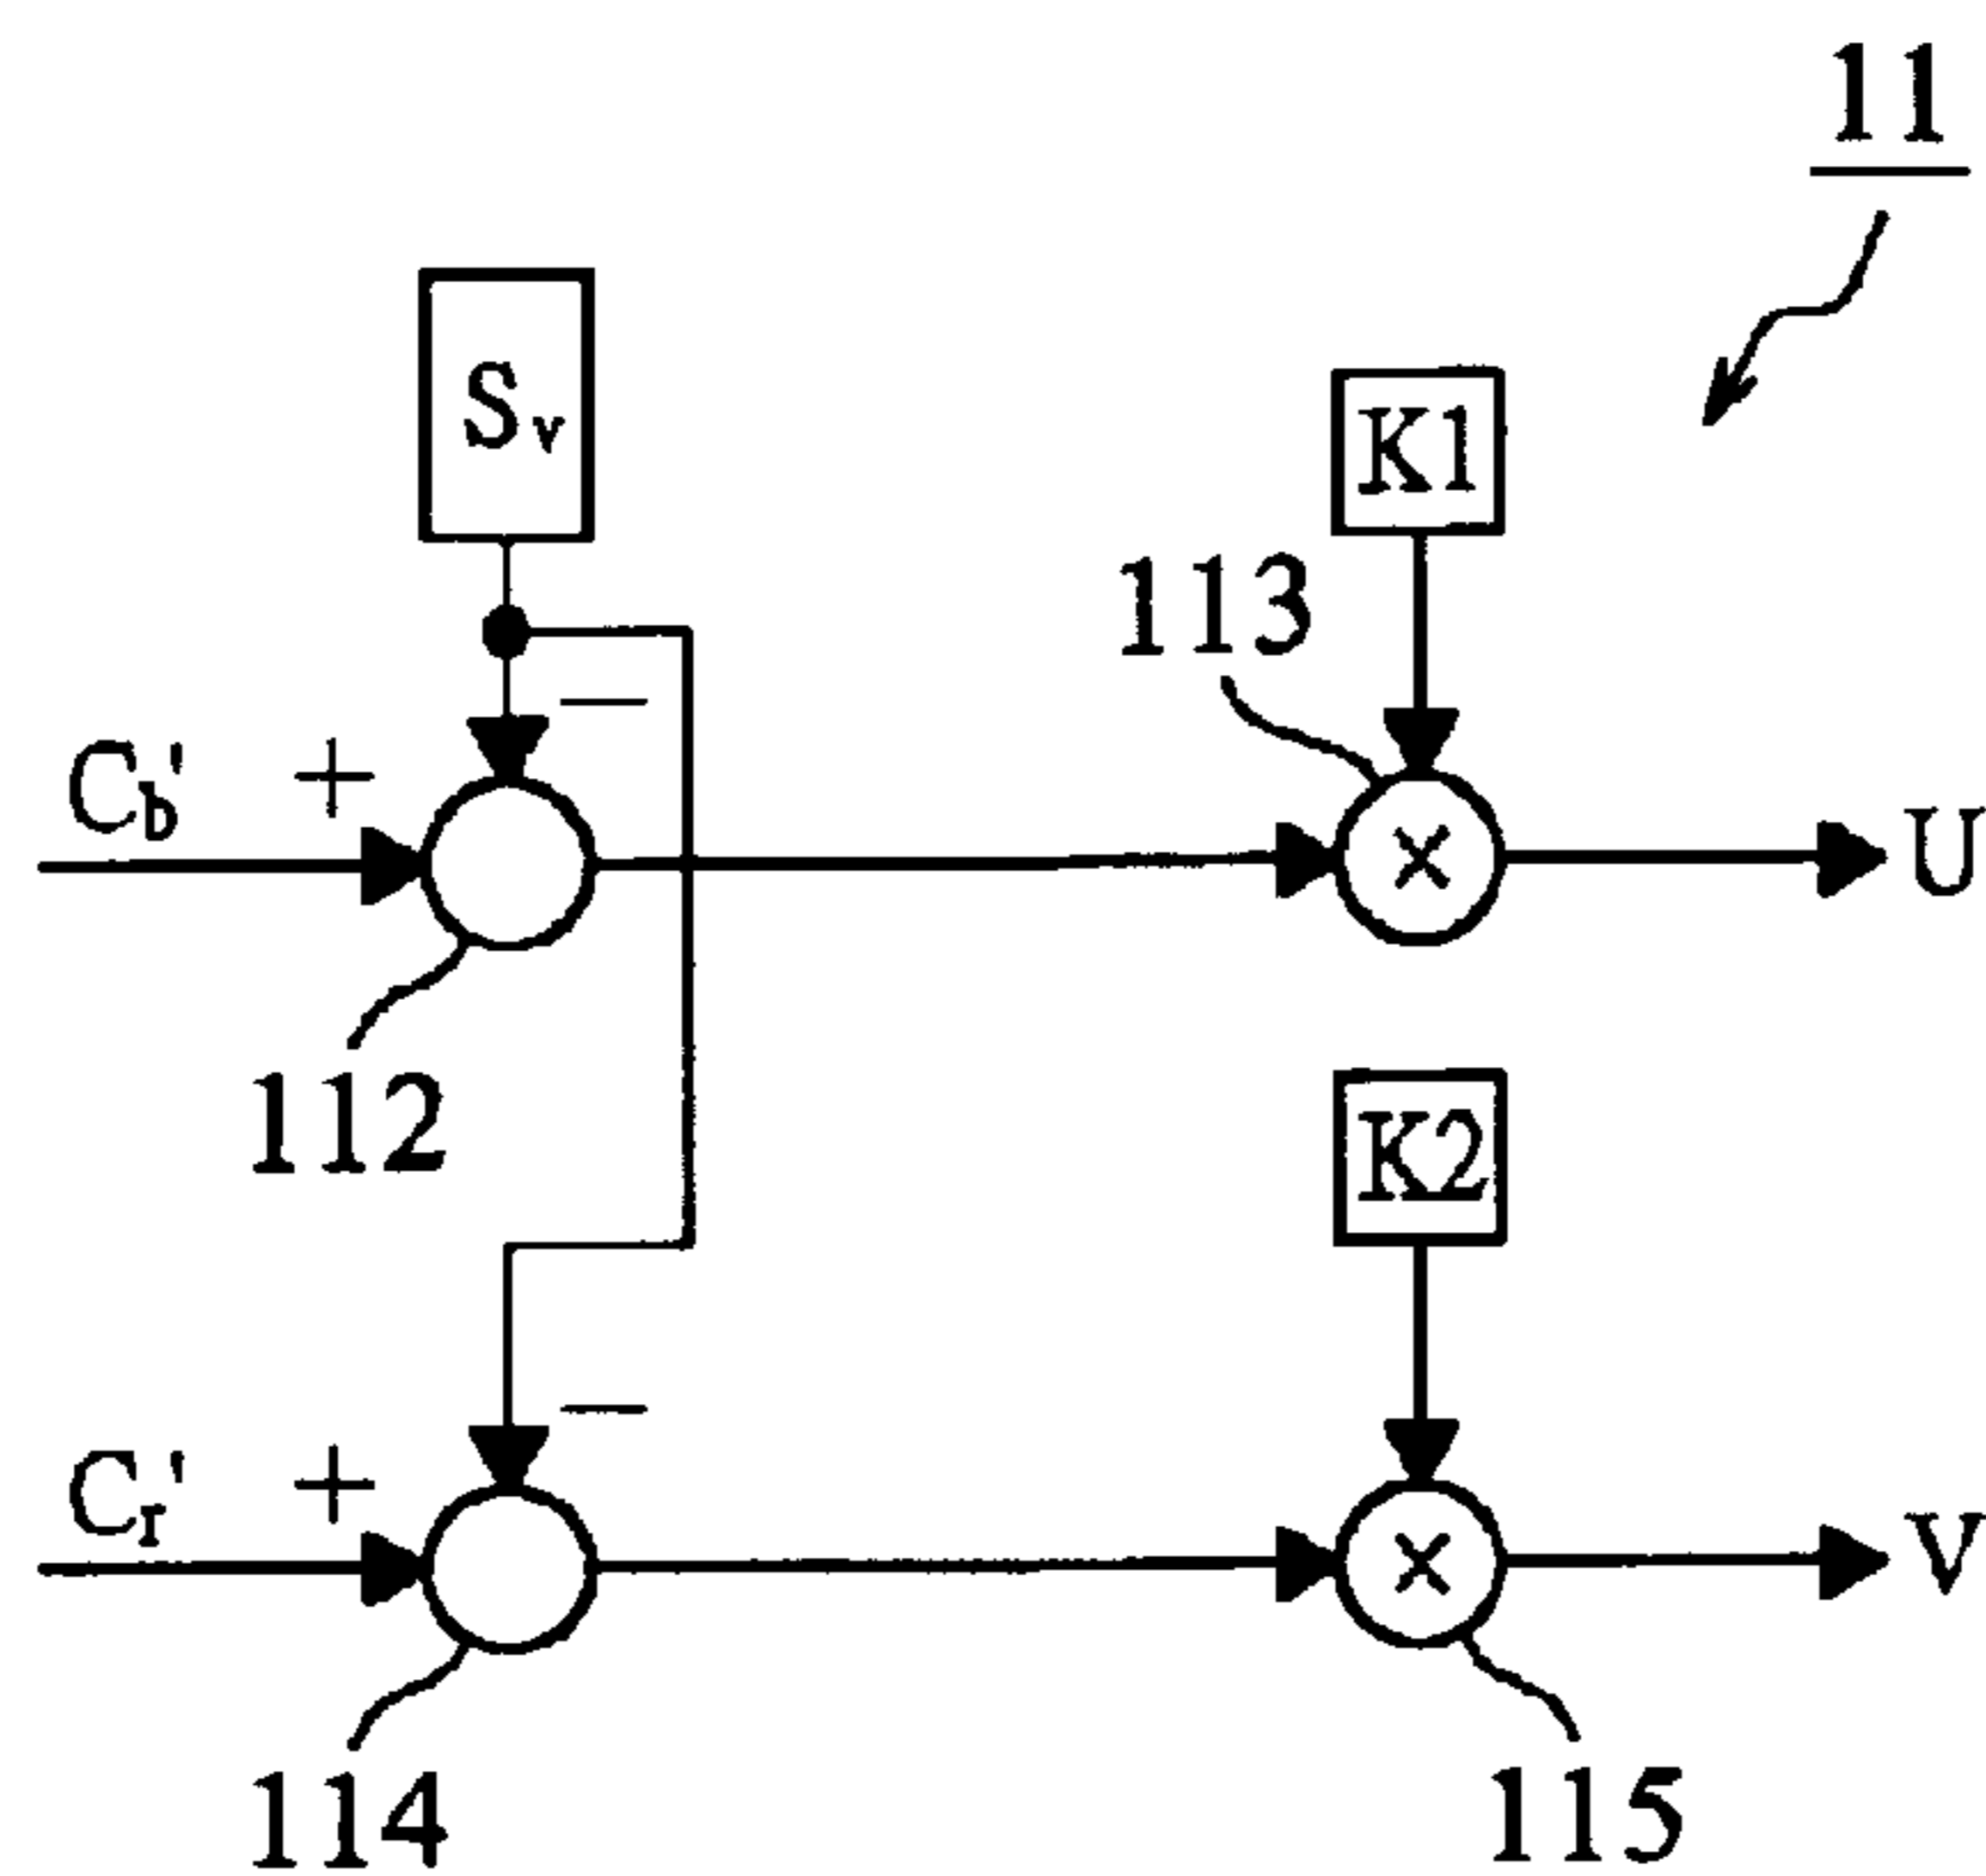 11
Sv
K1
113
−
Cb' +
×
U
112
K2
−
Cr' +
×
V
114
115